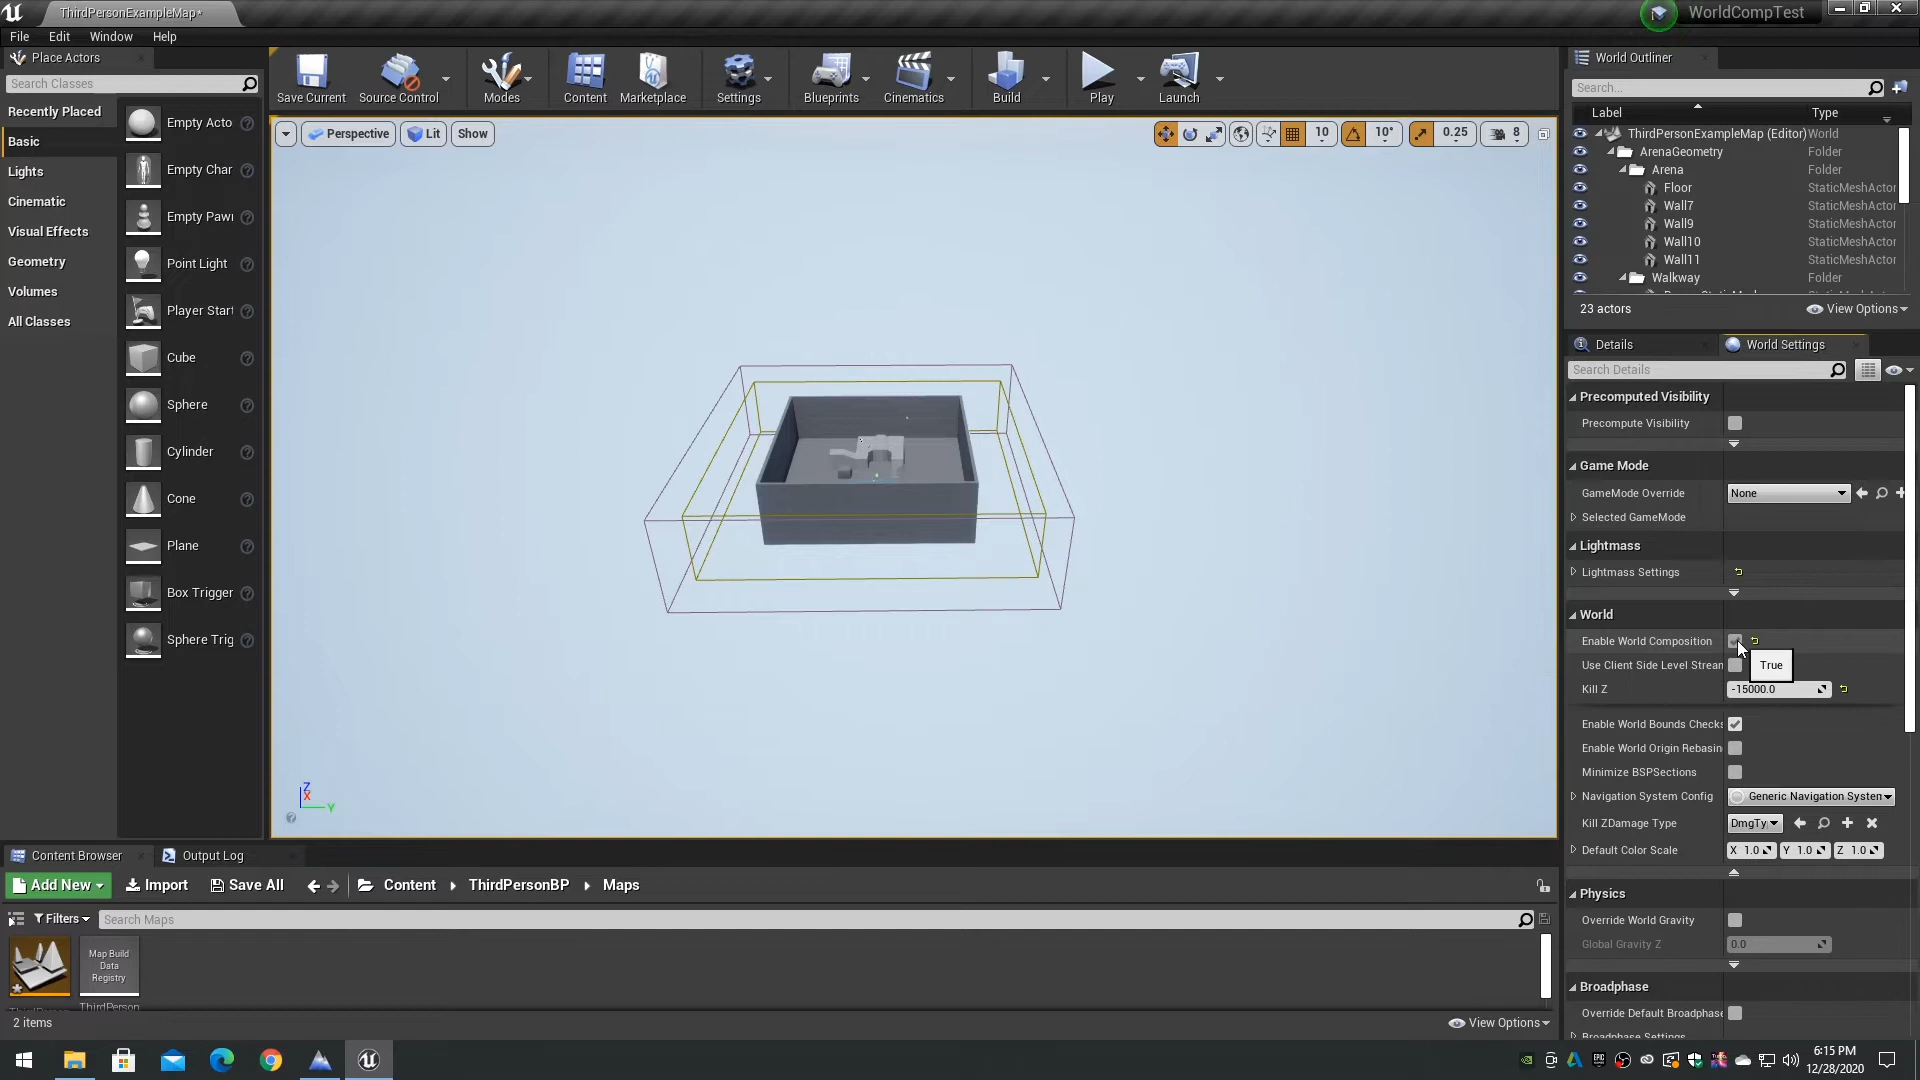 ThirdPersonExampleMap*
WorldCompTest
File Edit Window Help
Place Actors
Search Classes
Recently Placed
Basic
Lights
Cinematic
Visual Effects
Geometry
Volumes
All Classes
Empty Acto
Empty Char
Empty Pawn
Point Light
Player Start
Cube
Sphere
Cylinder
Cone
Plane
Box Trigger
Sphere Trig
Save Current
Source Control
Modes
Content
Marketplace
Settings
Blueprints
Cinematics
Build
Play
Launch
Perspective
Lit
Show
10
10°
0.25
8
Z
X
Y
World Outliner
Search...
Label Type
ThirdPersonExampleMap (Editor) World
ArenaGeometry Folder
Arena Folder
Floor StaticMeshActor
Wall7 StaticMeshActor
Wall9 StaticMeshActor
Wall10 StaticMeshActor
Wall11 StaticMeshActor
Walkway Folder
23 actors
View Options
Details
World Settings
Search Details
Precomputed Visibility
Precompute Visibility
Game Mode
GameMode Override None
Selected GameMode
Lightmass
Lightmass Settings
World
Enable World Composition
True
Use Client Side Level Stream
Kill Z -15000.0
Enable World Bounds Checks
Enable World Origin Rebasin
Minimize BSPSections
Navigation System Config Generic Navigation System
Kill ZDamage Type DmgTy
Default Color Scale X 1.0 Y 1.0 Z 1.0
Physics
Override World Gravity
Global Gravity Z 0.0
Broadphase
Override Default Broadphase
Broadphase Settings
Content Browser
Output Log
Add New
Import
Save All
Content
ThirdPersonBP
Maps
Filters
Search Maps
Map Build
Data
Registry
ThirdPerson
2 items
View Options
6:15 PM
12/28/2020